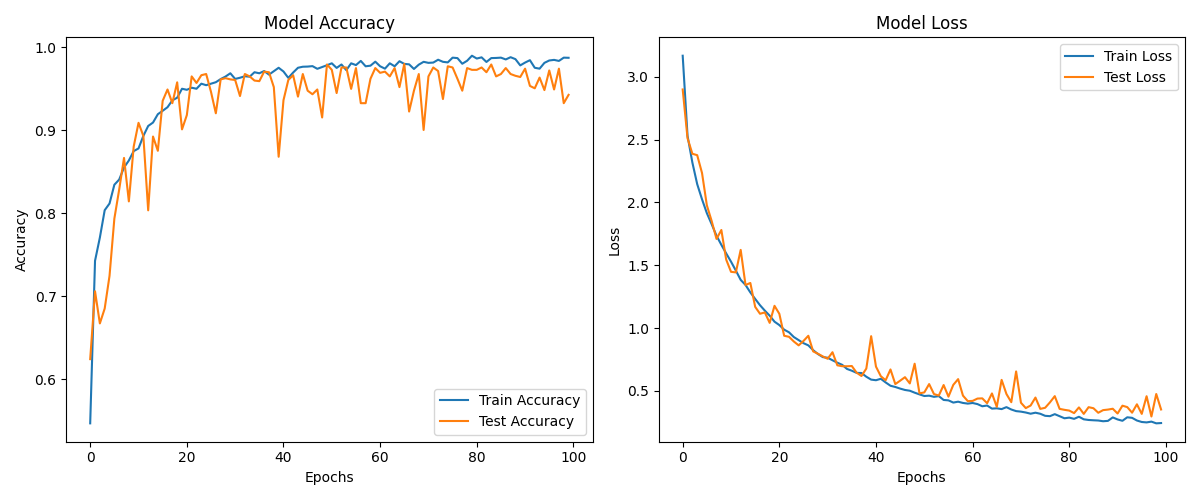 Model Accuracy
1.0
0.9
0.8
0.7
0.6
Accuracy
0 20 40 60 80 100
Epochs
Train Accuracy
Test Accuracy
Model Loss
3.0
2.5
2.0
1.5
1.0
0.5
Loss
0 20 40 60 80 100
Epochs
Train Loss
Test Loss